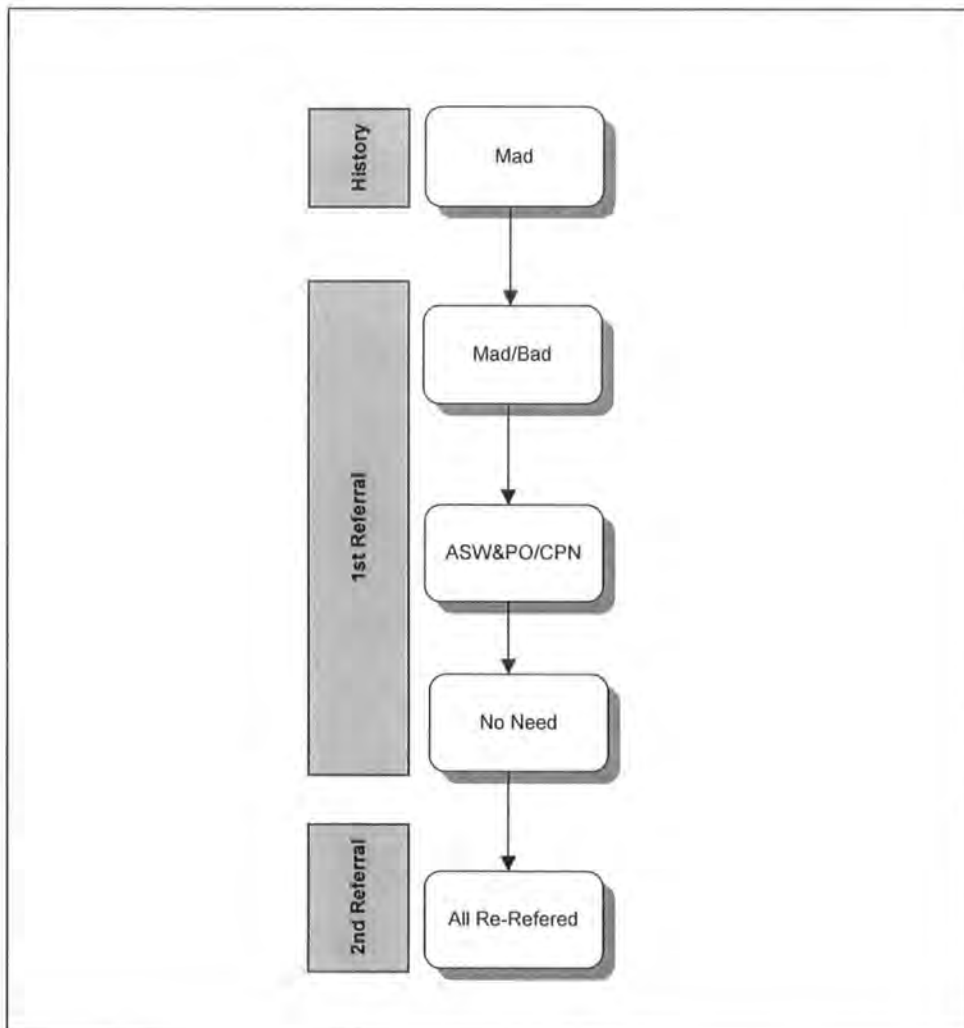 History
Mad
1st Referral
Mad/Bad
ASW&PO/CPN
No Need
2nd Referral
All Re-Refered